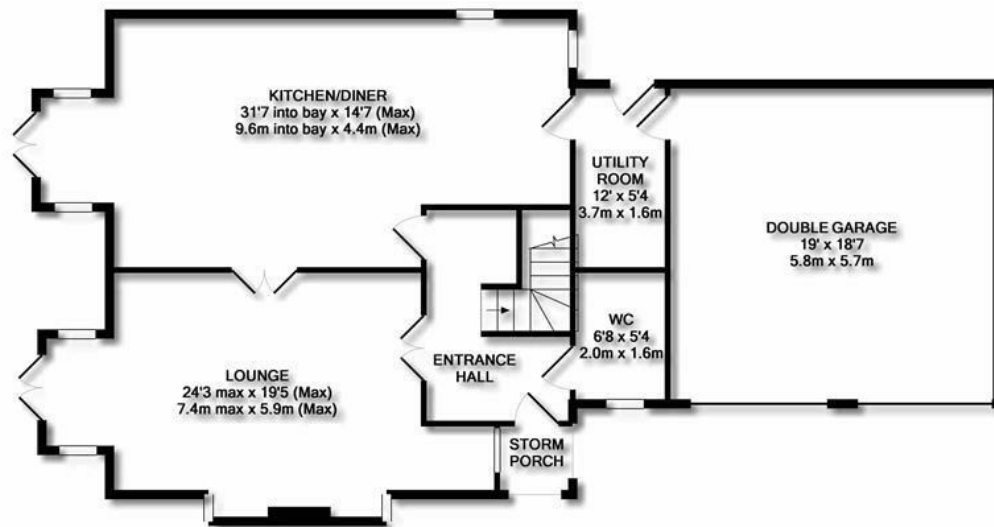 KITCHEN/DINER
31'7 into bay x 14'7 (Max)
9.6m into bay x 4.4m (Max)
UTILITY
ROOM
12' x 5'4
3.7m x 1.6m
DOUBLE GARAGE
19' x 18'7
5.8m x 5.7m
WC
6'8 x 5'4
2.0m x 1.6m
ENTRANCE
HALL
LOUNGE
24'3 max x 19'5 (Max)
7.4m max x 5.9m (Max)
STORM
PORCH